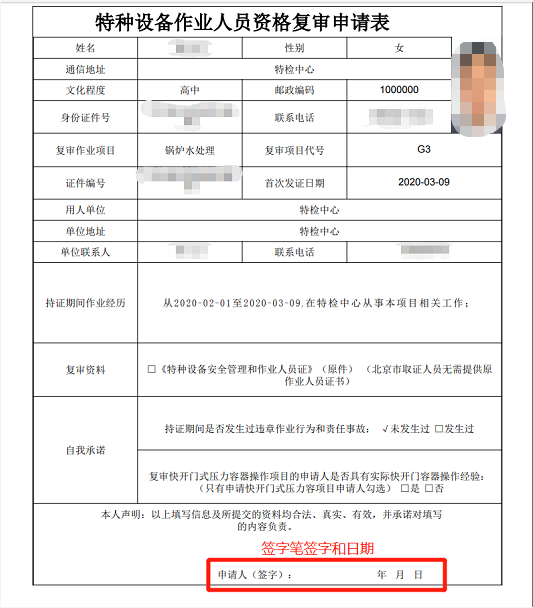 特种设备作业人员资格复审申请表
姓名 性别 女
通信地址 特检中心
文化程度 高中 邮政编码 1000000
身份证件号 联系电话
复审作业项目 锅炉水处理 复审项目代号 G3
证件编号 首次发证日期 2020-03-09
用人单位 特检中心
单位地址 特检中心
单位联系人 联系电话
持证期间作业经历 从2020-02-01至2020-03-09,在特检中心从事本项目相关工作;
复审资料 □《特种设备安全管理和作业人员证》(原件) (北京市取证人员无需提供原
作业人员证书)
持证期间是否发生过违章作业行为和责任事故: √未发生过 □发生过
自我承诺
复审快开门式压力容器操作项目的申请人是否具有实际快开门容器操作经验:
(只有申请快开门式压力容项目申请人勾选) □是 □否
本人声明:以上填写信息及所提交的资料均合法、真实、有效,并承诺对填写
的内容负责。
签字笔签字和日期
申请人(签字): 年 月 日